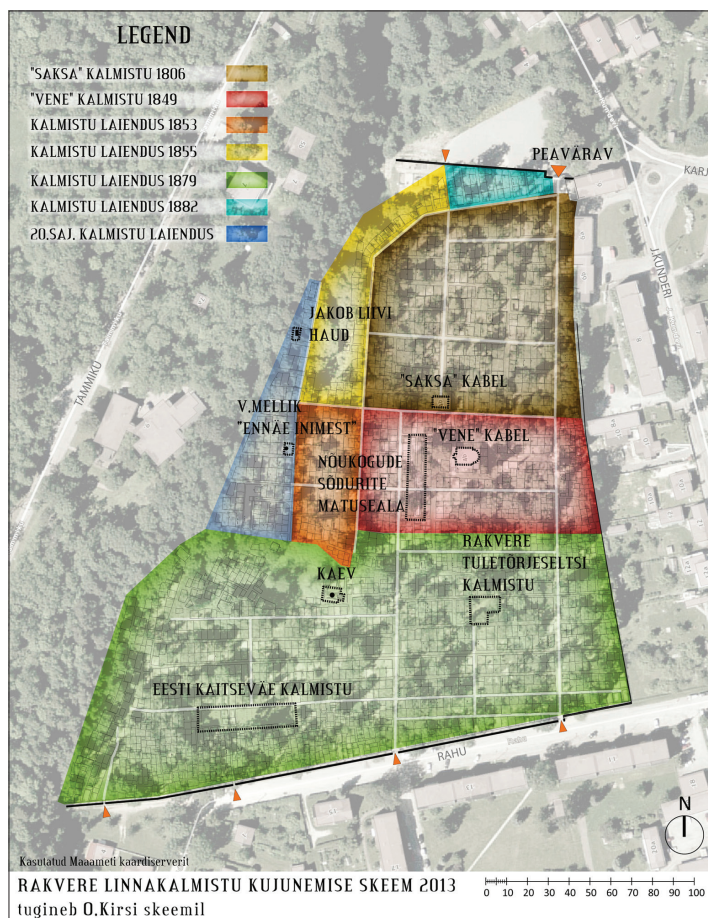 LEGEND
"SAKSA" KALMISTU 1806
"VENE" KALMISTU 1849
KALMISTU LAIENDUS 1853
KALMISTU LAIENDUS 1855
KALMISTU LAIENDUS 1879
KALMISTU LAIENDUS 1882
20.SAJ. KALMISTU LAIENDUS
PEAVÄRAV
KARJ
J.KUNDERI
TAMMIKU
JAKOB LIIVI
HAUD
"SAKSA" KABEL
V.MELLIK
"ENNÄE INIMEST"
"VENE" KABEL
NÕUKOGUDE
SÕDURITE
MATUSEALA
RAKVERE
TULETÕRJESELTSI
KALMISTU
KAEV
EESTI KAITSEVÄE KALMISTU
RAHU
N
Kasutatud Maaameti kaardiserverit
RAKVERE LINNAKALMISTU KUJUNEMISE SKEEM 2013
tugineb O.Kirsi skeemil
0 10 20 30 40 50 60 70 80 90 100